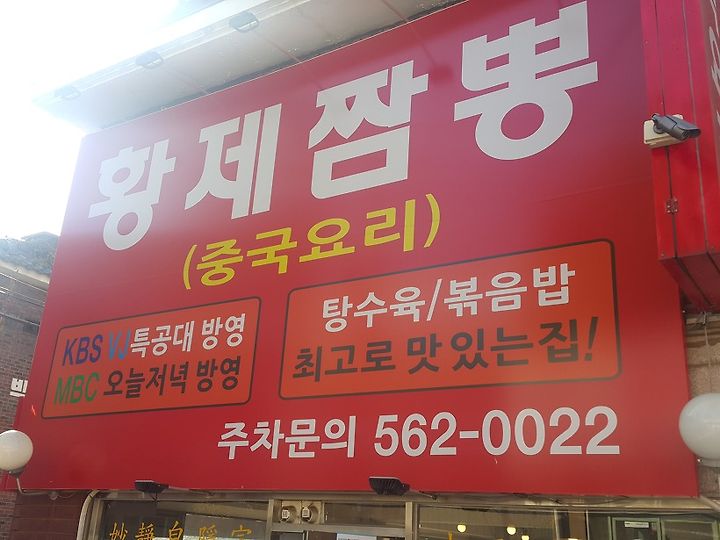 황제짬뽕
(중국요리)
KBS VJ특공대 방영
MBC 오늘저녁 방영
탕수육/볶음밥
최고로 맛있는집!
주차문의 562-0022